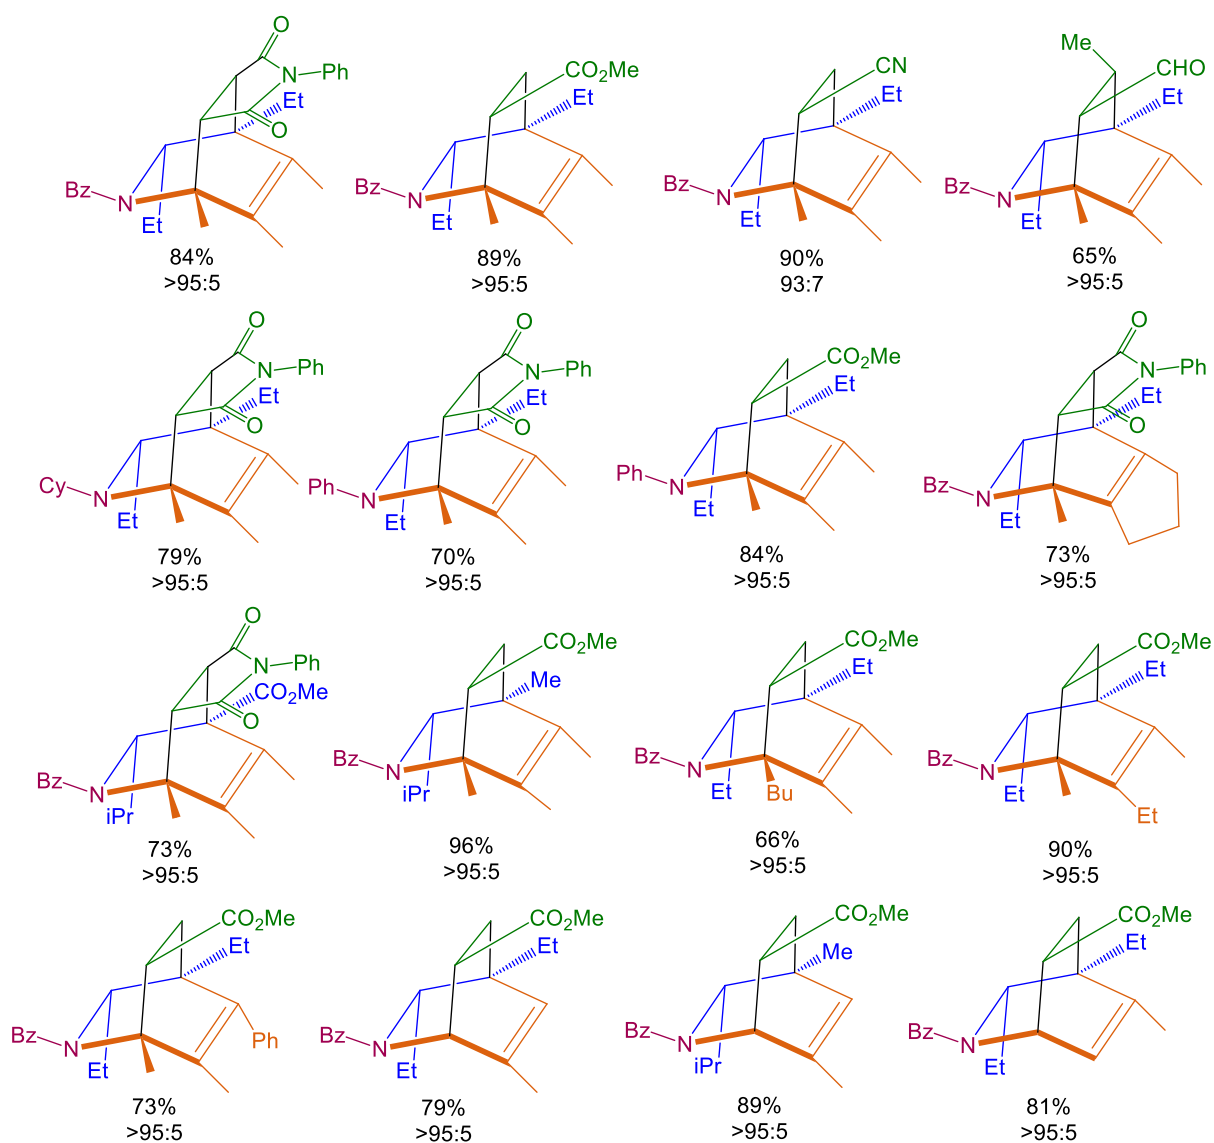 O
N Ph
Et
O
Bz
N
Et
84%
>95:5
CO2Me
Et
Bz
N
Et
89%
>95:5
CN
Et
Bz
N
Et
90%
93:7
Me
CHO
Et
Bz
N
Et
65%
>95:5
O
N Ph
Et
O
Cy
N
Et
79%
>95:5
O
N Ph
Et
O
Ph
N
Et
70%
>95:5
CO2Me
Et
Ph
N
Et
84%
>95:5
O
N Ph
Et
O
Bz
N
Et
73%
>95:5
O
N Ph
CO2Me
O
Bz
N
iPr
73%
>95:5
CO2Me
Me
Bz
N
iPr
96%
>95:5
CO2Me
Et
Bz
N
Et
Bu
66%
>95:5
CO2Me
Et
Bz
N
Et
Et
90%
>95:5
CO2Me
Et
Bz
N
Ph
Et
73%
>95:5
CO2Me
Et
Bz
N
Et
79%
>95:5
CO2Me
Me
Bz
N
iPr
89%
>95:5
CO2Me
Et
Bz
N
Et
81%
>95:5